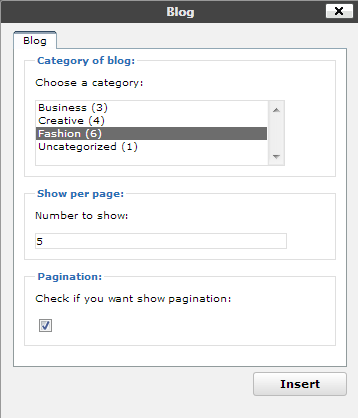 Blog
Blog
Category of blog:
Choose a category:
Business (3)
Creative (4)
Fashion (6)
Uncategorized (1)
Show per page:
Number to show:
5
Pagination:
Check if you want show pagination:
Insert